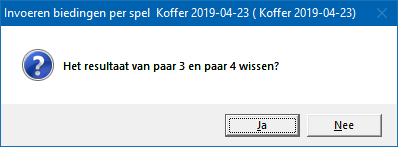 Invoeren biedingen per spel Koffer 2019-04-23 ( Koffer 2019-04-23)
Het resultaat van paar 3 en paar 4 wissen?
Ja
Nee